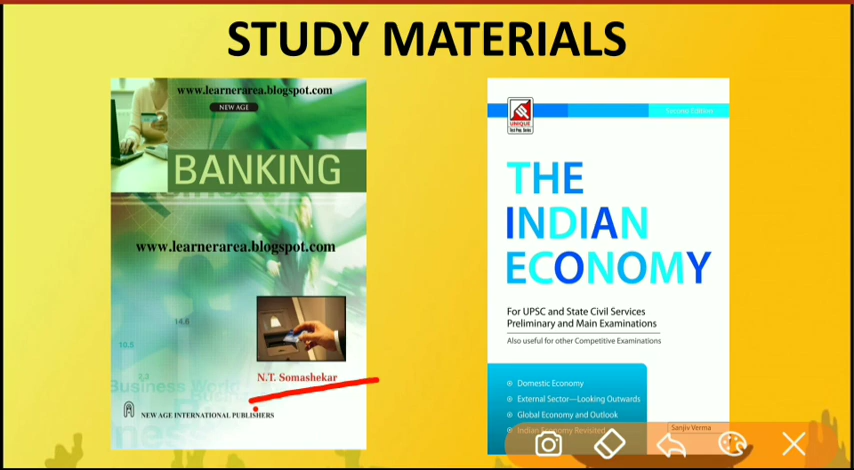 STUDY MATERIALS
www.learnerarea.blogspot.com
NEW AGE
BANKING
www.learnerarea.blogspot.com
14.6
10.5
N.T. Somashekar
Business World
NEW AGE INTERNATIONAL PUBLISHERS
UNIQUE
Second Edition
THE
INDIAN
ECONOMY
For UPSC and State Civil Services
Preliminary and Main Examinations
Also useful for other Competitive Examinations
Domestic Economy
External Sector—Looking Outwards
Global Economy and Outlook
Indian Economy Revisited
Sanjiv Verma